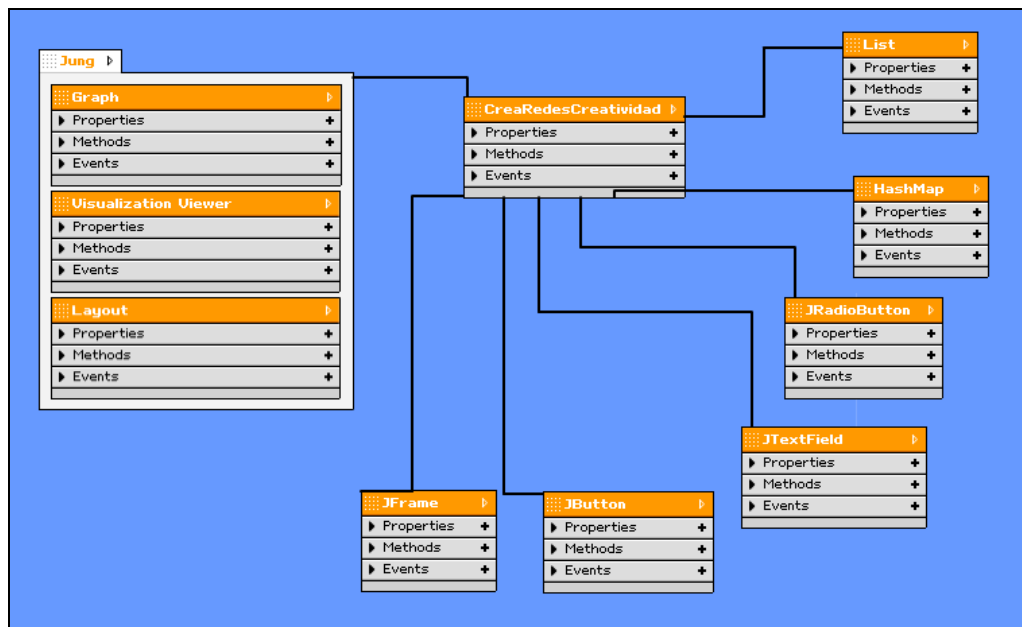 Jung
Graph
Properties
Methods
Events
Visualization Viewer
Properties
Methods
Events
Layout
Properties
Methods
Events
CreaRedesCreatividad
Properties
Methods
Events
List
Properties
Methods
Events
HashMap
Properties
Methods
Events
JRadioButton
Properties
Methods
Events
JTextField
Properties
Methods
Events
JFrame
Properties
Methods
Events
JButton
Properties
Methods
Events